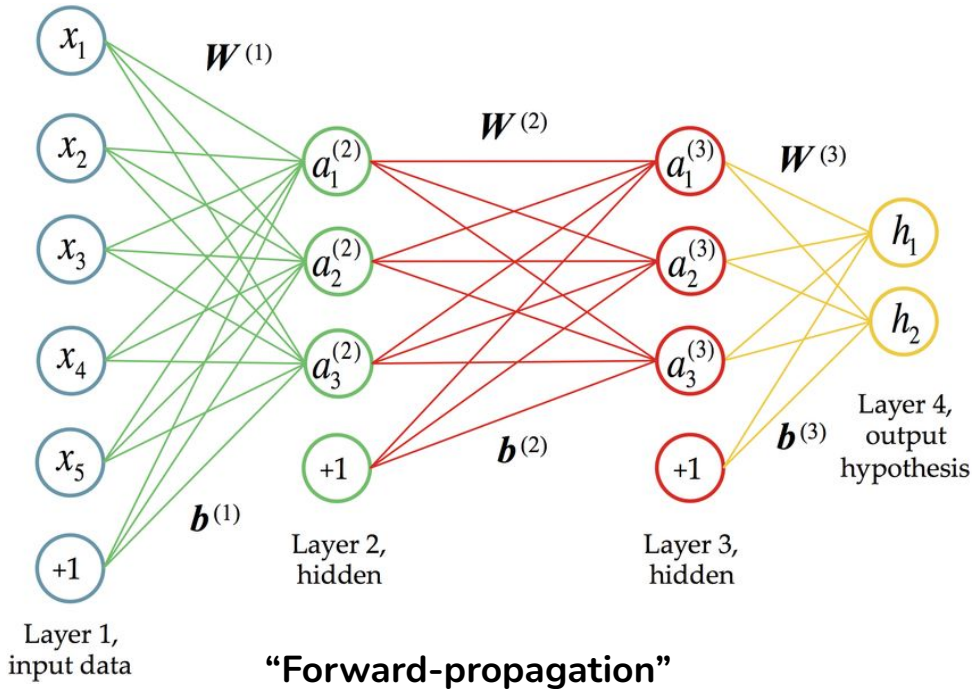 x₁
x₂
x₃
x₄
x₅
+1
Layer 1,
input data
W⁽¹⁾
b⁽¹⁾
a₁⁽²⁾
a₂⁽²⁾
a₃⁽²⁾
+1
Layer 2,
hidden
W⁽²⁾
b⁽²⁾
a₁⁽³⁾
a₂⁽³⁾
a₃⁽³⁾
+1
Layer 3,
hidden
W⁽³⁾
b⁽³⁾
h₁
h₂
Layer 4,
output
hypothesis
“Forward-propagation”